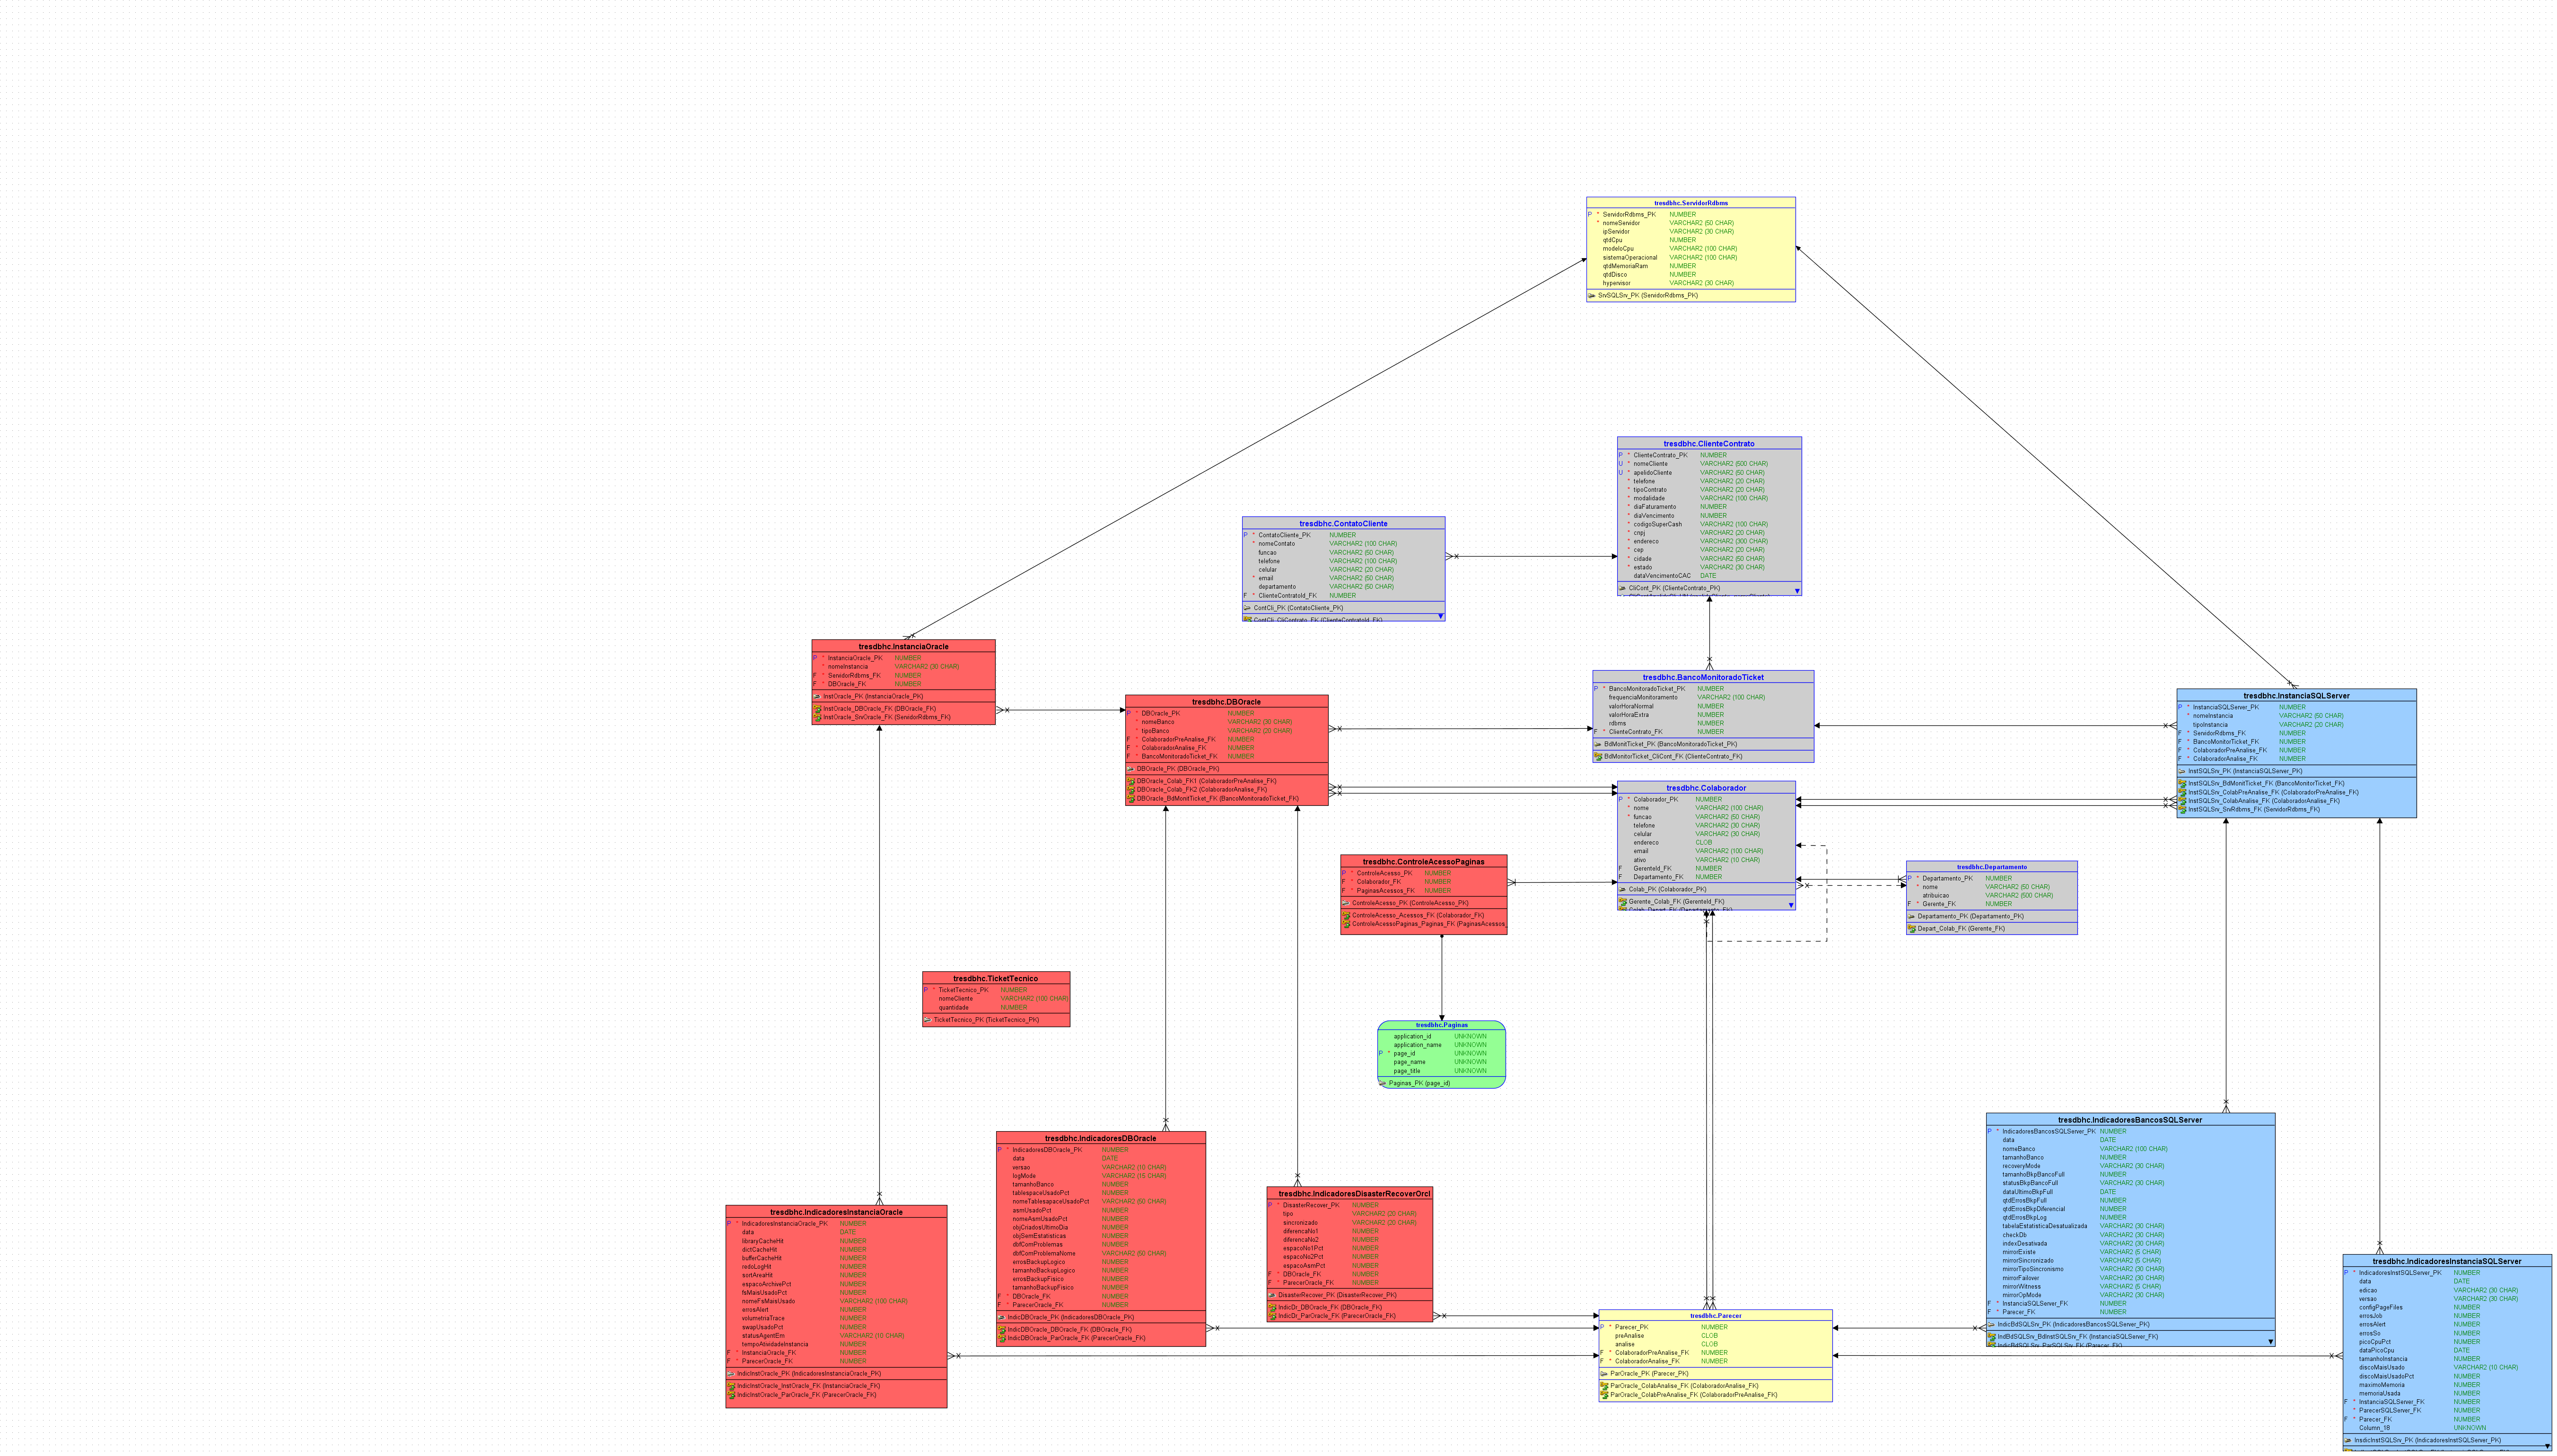 tresdbhc.ServidorRdbms
P * ServidorRdbms_PK NUMBER
* nomeServidor VARCHAR2 (50 CHAR)
ipServidor VARCHAR2 (30 CHAR)
qtdCpu NUMBER
modeloCpu VARCHAR2 (100 CHAR)
sistemaOperacional VARCHAR2 (100 CHAR)
qtdMemoriaRam NUMBER
qtdDisco NUMBER
hypervisor VARCHAR2 (30 CHAR)
SrvSQLSrv_PK (ServidorRdbms_PK)
tresdbhc.ClienteContrato
P * ClienteContrato_PK NUMBER
U * nomeCliente VARCHAR2 (500 CHAR)
U * apelidoCliente VARCHAR2 (50 CHAR)
* telefone VARCHAR2 (20 CHAR)
* tipoContrato VARCHAR2 (20 CHAR)
* modalidade VARCHAR2 (100 CHAR)
* diaFaturamento NUMBER
* diaVencimento NUMBER
* codigoSuperCash VARCHAR2 (100 CHAR)
* cnpj VARCHAR2 (20 CHAR)
* endereco VARCHAR2 (300 CHAR)
* cep VARCHAR2 (20 CHAR)
* cidade VARCHAR2 (50 CHAR)
* estado VARCHAR2 (30 CHAR)
dataVencimentoCAC DATE
CliCont_PK (ClienteContrato_PK)
tresdbhc.ContatoCliente
P * ContatoCliente_PK NUMBER
* nomeContato VARCHAR2 (100 CHAR)
funcao VARCHAR2 (50 CHAR)
telefone VARCHAR2 (100 CHAR)
celular VARCHAR2 (20 CHAR)
* email VARCHAR2 (50 CHAR)
departamento VARCHAR2 (50 CHAR)
F * ClienteContratoId_FK NUMBER
ContCli_PK (ContatoCliente_PK)
ContCli_CliContrato_FK (ClienteContratoId_FK)
tresdbhc.InstanciaOracle
P * InstanciaOracle_PK NUMBER
* nomeInstancia VARCHAR2 (30 CHAR)
F * ServidorRdbms_FK NUMBER
F * DBOracle_FK NUMBER
InstOracle_PK (InstanciaOracle_PK)
InstOracle_DBOracle_FK (DBOracle_FK)
InstOracle_SrvOracle_FK (ServidorRdbms_FK)
tresdbhc.DBOracle
P * DBOracle_PK NUMBER
* nomeBanco VARCHAR2 (30 CHAR)
* tipoBanco VARCHAR2 (20 CHAR)
F * ColaboradorPreAnalise_FK NUMBER
F * ColaboradorAnalise_FK NUMBER
F * BancoMonitoradoTicket_FK NUMBER
DBOracle_PK (DBOracle_PK)
DBOracle_Colab_FK1 (ColaboradorPreAnalise_FK)
DBOracle_Colab_FK2 (ColaboradorAnalise_FK)
DBOracle_BdMonitTicket_FK (BancoMonitoradoTicket_FK)
tresdbhc.BancoMonitoradoTicket
P * BancoMonitoradoTicket_PK NUMBER
frequenciaMonitoramento VARCHAR2 (100 CHAR)
valorHoraNormal NUMBER
valorHoraExtra NUMBER
rdbms NUMBER
F * ClienteContrato_FK NUMBER
BdMonitTicket_PK (BancoMonitoradoTicket_PK)
BdMonitorTicket_CliCont_FK (ClienteContrato_FK)
tresdbhc.InstanciaSQLServer
P * InstanciaSQLServer_PK NUMBER
* nomeInstancia VARCHAR2 (50 CHAR)
* tipoInstancia VARCHAR2 (20 CHAR)
F * ServidorRdbms_FK NUMBER
F * BancoMonitorTicket_FK NUMBER
F * ColaboradorPreAnalise_FK NUMBER
F * ColaboradorAnalise_FK NUMBER
InstSQLSrv_PK (InstanciaSQLServer_PK)
InstSQLSrv_BdMonitTicket_FK (BancoMonitorTicket_FK)
InstSQLSrv_ColabPreAnalise_FK (ColaboradorPreAnalise_FK)
InstSQLSrv_ColabAnalise_FK (ColaboradorAnalise_FK)
InstSQLSrv_SrvRdbms_FK (ServidorRdbms_FK)
tresdbhc.Colaborador
P * Colaborador_PK NUMBER
* nome VARCHAR2 (100 CHAR)
* funcao VARCHAR2 (50 CHAR)
telefone VARCHAR2 (30 CHAR)
celular VARCHAR2 (30 CHAR)
endereco CLOB
email VARCHAR2 (100 CHAR)
ativo VARCHAR2 (10 CHAR)
F GerenteId_FK NUMBER
F Departamento_FK NUMBER
Colab_PK (Colaborador_PK)
Gerente_Colab_FK (GerenteId_FK)
Colab_Depart_FK (Departamento_FK)
tresdbhc.ControleAcessoPaginas
P * ControleAcesso_PK NUMBER
F * Colaborador_FK NUMBER
F * PaginasAcessos_FK NUMBER
ControleAcesso_PK (ControleAcesso_PK)
ControleAcesso_Acessos_FK (Colaborador_FK)
ControleAcessoPaginas_Paginas_FK (PaginasAcessos_
tresdbhc.Departamento
P * Departamento_PK NUMBER
* nome VARCHAR2 (50 CHAR)
atribuicao VARCHAR2 (500 CHAR)
F * Gerente_FK NUMBER
Departamento_PK (Departamento_PK)
Depart_Colab_FK (Gerente_FK)
tresdbhc.TicketTecnico
P * TicketTecnico_PK NUMBER
nomeCliente VARCHAR2 (100 CHAR)
quantidade NUMBER
TicketTecnico_PK (TicketTecnico_PK)
tresdbhc.Paginas
application_id UNKNOWN
application_name UNKNOWN
P * page_id UNKNOWN
page_name UNKNOWN
page_title UNKNOWN
Paginas_PK (page_id)
tresdbhc.IndicadoresInstanciaOracle
P * IndicadoresInstanciaOracle_PK NUMBER
data DATE
libraryCacheHit NUMBER
dictCacheHit NUMBER
bufferCacheHit NUMBER
redoLogHit NUMBER
sortAreaHit NUMBER
espacoArchivePct NUMBER
fsMaisUsadoPct NUMBER
nomeFsMaisUsado VARCHAR2 (100 CHAR)
errosAlert NUMBER
volumetriaTrace NUMBER
swapUsadoPct NUMBER
statusAgentEm VARCHAR2 (10 CHAR)
tempoAtividadeInstancia NUMBER
F * InstanciaOracle_FK NUMBER
F * ParecerOracle_FK NUMBER
IndicInstOracle_PK (IndicadoresInstanciaOracle_PK)
IndicInstOracle_InstOracle_FK (InstanciaOracle_FK)
IndicInstOracle_ParOracle_FK (ParecerOracle_FK)
tresdbhc.IndicadoresDBOracle
P * IndicadoresDBOracle_PK NUMBER
data DATE
versao VARCHAR2 (10 CHAR)
logMode VARCHAR2 (15 CHAR)
tamanhoBanco NUMBER
tablespaceUsadoPct NUMBER
nomeTablesapaceUsadoPct VARCHAR2 (50 CHAR)
asmUsadoPct NUMBER
nomeAsmUsadoPct NUMBER
objCriadosUltimoDia NUMBER
objSemEstatisticas NUMBER
dbfComProblemas NUMBER
dbfComProblemaNome VARCHAR2 (50 CHAR)
errosBackupLogico NUMBER
tamanhoBackupLogico NUMBER
errosBackupFisico NUMBER
tamanhoBackupFisico NUMBER
F * DBOracle_FK NUMBER
F * ParecerOracle_FK NUMBER
IndicDBOracle_PK (IndicadoresDBOracle_PK)
IndicDBOracle_DBOracle_FK (DBOracle_FK)
IndicDBOracle_ParOracle_FK (ParecerOracle_FK)
tresdbhc.IndicadoresDisasterRecoverOrcl
P * DisasterRecover_PK NUMBER
tipo VARCHAR2 (20 CHAR)
sincronizado VARCHAR2 (20 CHAR)
diferencaNo1 NUMBER
diferencaNo2 NUMBER
espacoNo1Pct NUMBER
espacoNo2Pct NUMBER
espacoAsmPct NUMBER
F * DBOracle_FK NUMBER
F * ParecerOracle_FK NUMBER
DisasterRecover_PK (DisasterRecover_PK)
IndicDr_DBOracle_FK (DBOracle_FK)
IndicDr_ParOracle_FK (ParecerOracle_FK)
tresdbhc.Parecer
P * Parecer_PK NUMBER
preAnalise CLOB
analise CLOB
F * ColaboradorPreAnalise_FK NUMBER
F * ColaboradorAnalise_FK NUMBER
ParOracle_PK (Parecer_PK)
ParOracle_ColabAnalise_FK (ColaboradorAnalise_FK)
ParOracle_ColabPreAnalise_FK (ColaboradorPreAnalise_FK)
tresdbhc.IndicadoresBancosSQLServer
P * IndicadoresBancosSQLServer_PK NUMBER
data DATE
nomeBanco VARCHAR2 (100 CHAR)
tamanhoBanco NUMBER
recoveryMode VARCHAR2 (30 CHAR)
tamanhoBkpBancoFull NUMBER
statusBkpBancoFull VARCHAR2 (30 CHAR)
dataUltimoBkpFull DATE
qtdErrosBkpFull NUMBER
qtdErrosBkpDiferencial NUMBER
qtdErrosBkpLog NUMBER
tabelaEstatisticaDesatualizada VARCHAR2 (30 CHAR)
checkDb VARCHAR2 (30 CHAR)
indexDesativada VARCHAR2 (30 CHAR)
mirrorExiste VARCHAR2 (5 CHAR)
mirrorSincronizado VARCHAR2 (5 CHAR)
mirrorTipoSincronismo VARCHAR2 (30 CHAR)
mirrorFailover VARCHAR2 (30 CHAR)
mirrorWitness VARCHAR2 (5 CHAR)
mirrorOpMode VARCHAR2 (30 CHAR)
F * InstanciaSQLServer_FK NUMBER
F * Parecer_FK NUMBER
IndicBdSQLSrv_PK (IndicadoresBancosSQLServer_PK)
IndBdSQLSrv_BdInstSQLSrv_FK (InstanciaSQLServer_FK)
IndicBdSQLSrv_ParSQLSrv_FK (Parecer_FK)
tresdbhc.IndicadoresInstanciaSQLServer
P * IndicadoresInstSQLServer_PK NUMBER
data DATE
edicao VARCHAR2 (30 CHAR)
versao VARCHAR2 (30 CHAR)
configPageFiles NUMBER
errosJob NUMBER
errosAlert NUMBER
errosSo NUMBER
picoCpuPct NUMBER
dataPicoCpu DATE
tamanhoInstancia NUMBER
discoMaisUsado VARCHAR2 (10 CHAR)
discoMaisUsadoPct NUMBER
maximoMemoria NUMBER
memoriaUsada NUMBER
F * InstanciaSQLServer_FK NUMBER
* ParecerSQLServer_FK NUMBER
F * Parecer_FK NUMBER
Column_18 UNKNOWN
InsdicInstSQLSrv_PK (IndicadoresInstSQLServer_PK)